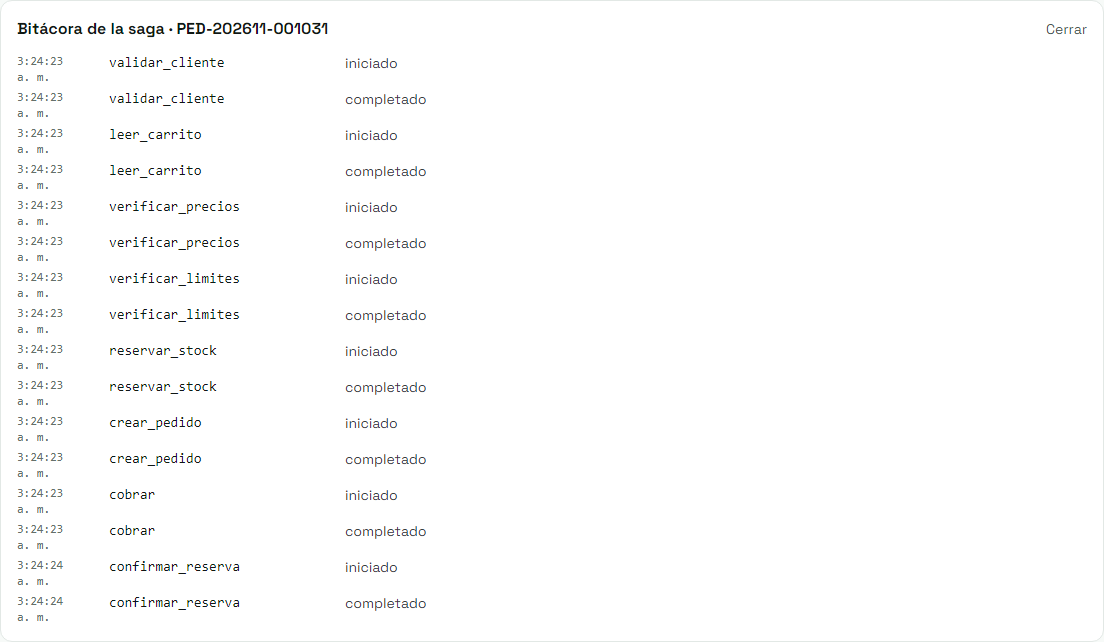 Bitácora de la saga · PED-202611-001031
Cerrar
3:24:23 a. m. validar_cliente iniciado
3:24:23 a. m. validar_cliente completado
3:24:23 a. m. leer_carrito iniciado
3:24:23 a. m. leer_carrito completado
3:24:23 a. m. verificar_precios iniciado
3:24:23 a. m. verificar_precios completado
3:24:23 a. m. verificar_limites iniciado
3:24:23 a. m. verificar_limites completado
3:24:23 a. m. reservar_stock iniciado
3:24:23 a. m. reservar_stock completado
3:24:23 a. m. crear_pedido iniciado
3:24:23 a. m. crear_pedido completado
3:24:23 a. m. cobrar iniciado
3:24:23 a. m. cobrar completado
3:24:24 a. m. confirmar_reserva iniciado
3:24:24 a. m. confirmar_reserva completado